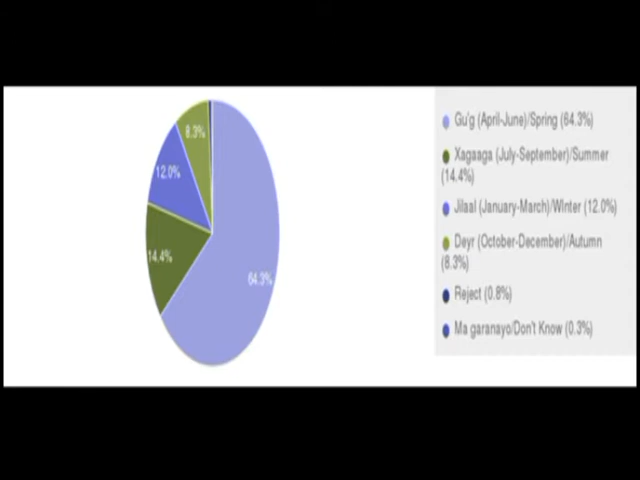 8.3%
12.0%
14.4%
64.3%
Gu'g (April-June)/Spring (64.3%)
Xagaaga (July-September)/Summer
(14.4%)
Jilaal (January-March)/WInter (12.0%)
Deyr (October-December)/Autumn
(8.3%)
Reject (0.8%)
Ma garanayo/Don't Know (0.3%)